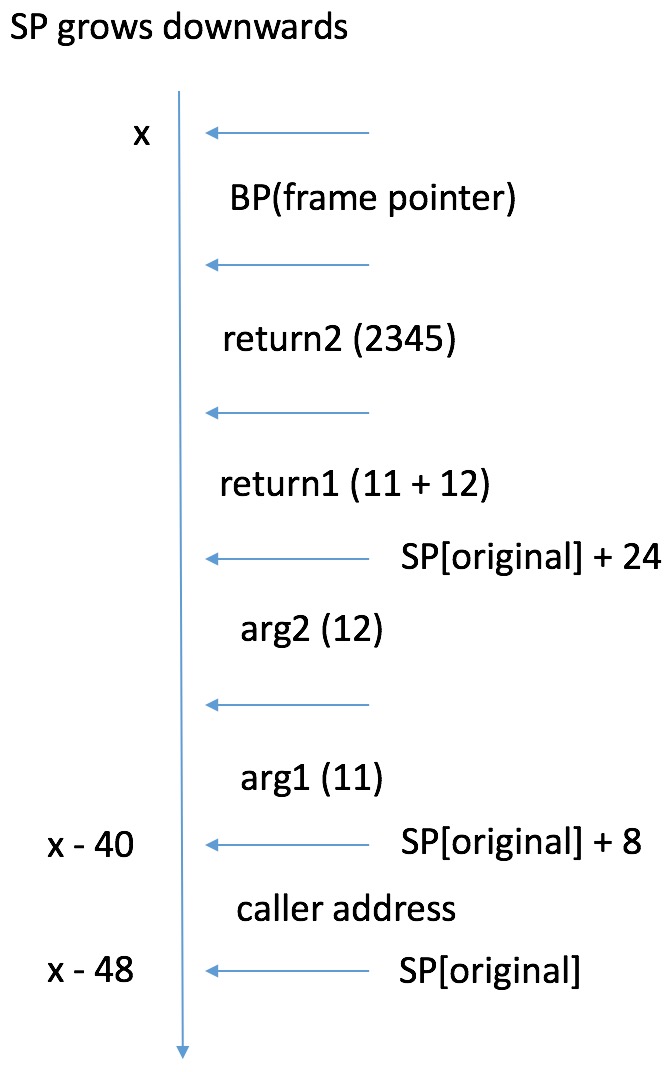 SP grows downwards
x
BP(frame pointer)
return2 (2345)
return1 (11 + 12)
SP[original] + 24
arg2 (12)
arg1 (11)
x - 40
SP[original] + 8
caller address
x - 48
SP[original]